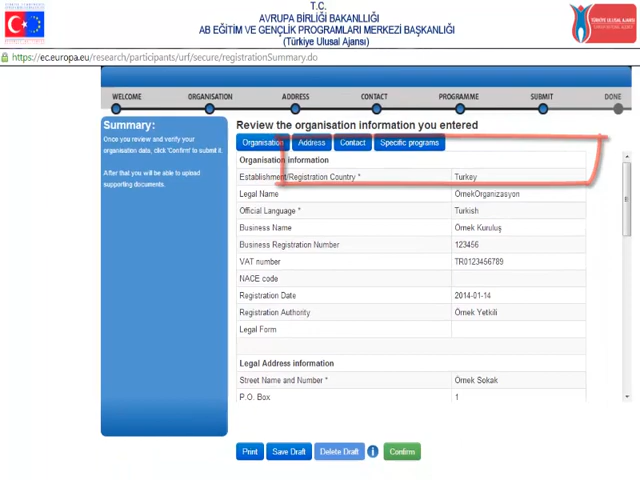 T.C.
AVRUPA BİRLİĞİ BAKANLIĞI
AB EĞİTİM VE GENÇLİK PROGRAMLARI MERKEZİ BAŞKANLIĞI
(Türkiye Ulusal Ajansı)
https://ec.europa.eu/research/participants/urf/secure/registrationSummary.do
WELCOME ORGANISATION ADDRESS CONTACT PROGRAMME SUBMIT DONE
Summary:
Once you review and verify your
organisation data, click 'Confirm' to submit it.
After that you will be able to upload
supporting documents.
Review the organisation information you entered
Organisation Address Contact Specific programs
Organisation information
Establishment/Registration Country * Turkey
Legal Name ÖrnekOrganizasyon
Official Language * Turkish
Business Name Örnek Kuruluş
Business Registration Number 123456
VAT number TR0123456789
NACE code
Registration Date 2014-01-14
Registration Authority Örnek Yetkili
Legal Form
Legal Address information
Street Name and Number * Örnek Sokak
P.O. Box 1
Print Save Draft Delete Draft i Confirm